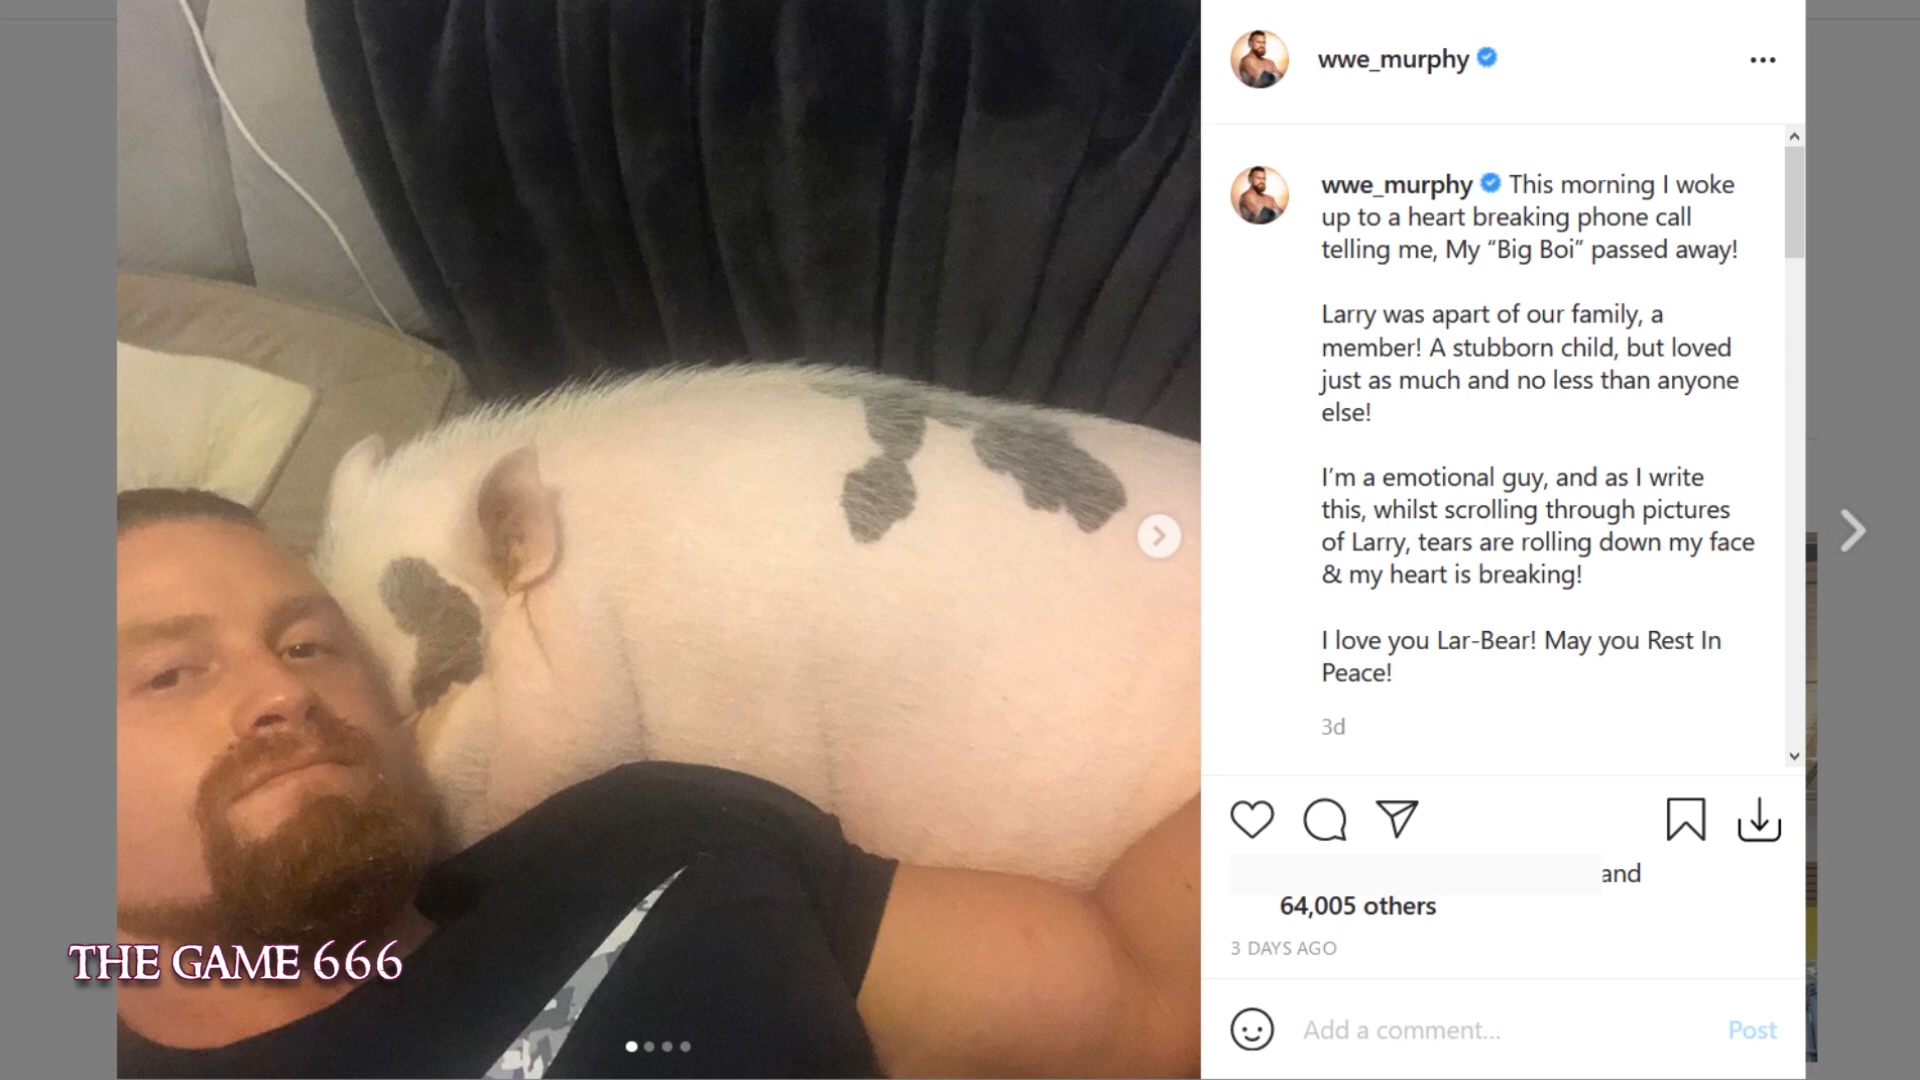 wwe_murphy
wwe_murphy This morning I woke
up to a heart breaking phone call
telling me, My “Big Boi” passed away!
Larry was apart of our family, a
member! A stubborn child, but loved
just as much and no less than anyone
else!
I’m a emotional guy, and as I write
this, whilst scrolling through pictures
of Larry, tears are rolling down my face
& my heart is breaking!
I love you Lar-Bear! May you Rest In
Peace!
3d
and
64,005 others
3 DAYS AGO
Add a comment...
Post
THE GAME 666